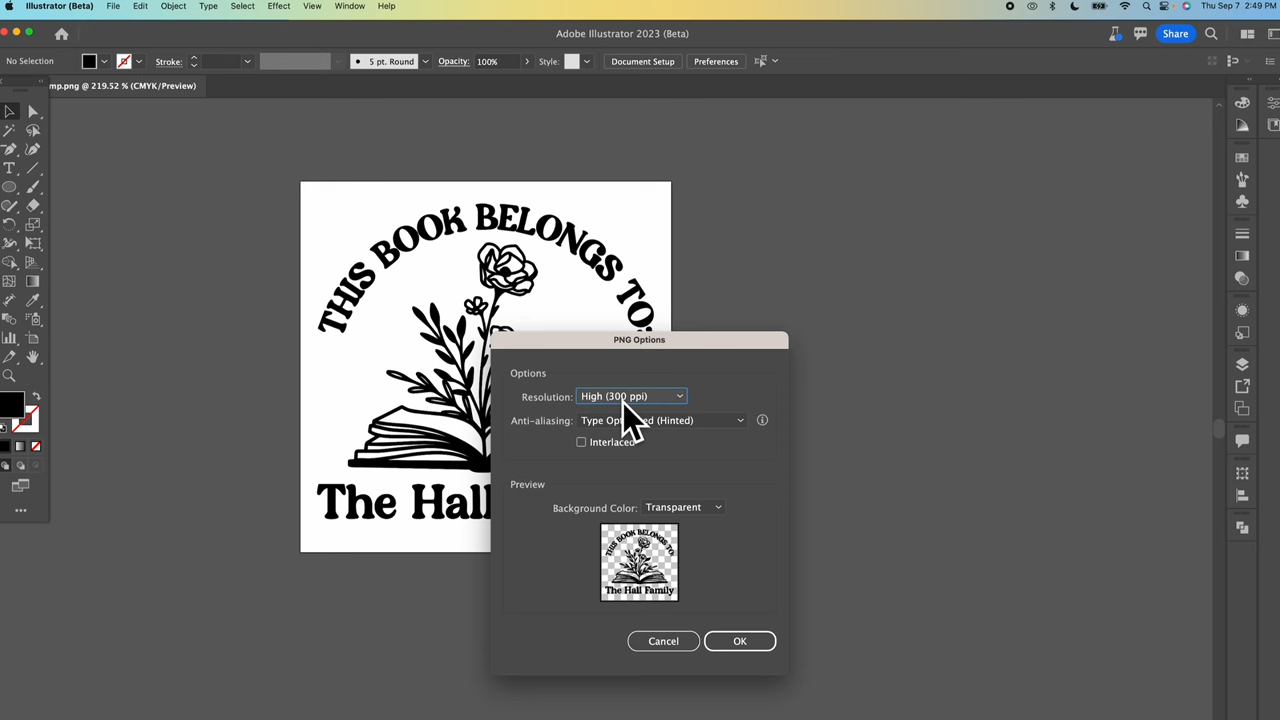 Illustrator (Beta) File Edit Object Type Select Effect View Window Help Thu Sep 7 2:49 PM
Adobe Illustrator 2023 (Beta) Share
No Selection Stroke: 5 pt. Round Opacity: 100% Style: Document Setup Preferences
mp.png @ 219.52 % (CMYK/Preview)
THIS BOOK BELONGS TO:
The Hall
PNG Options
Options
Resolution: High (300 ppi)
Anti-aliasing: (Hinted)
Interlaced
Preview
Background Color: Transparent
THIS BOOK BELONGS TO:
The Hall Family
Cancel OK